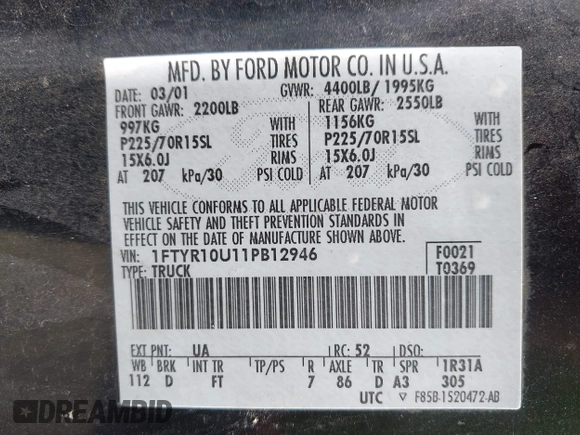 MFD. BY FORD MOTOR CO. IN U.S.A.
DATE: 03/01 GVWR: 4400LB/ 1995KG
FRONT GAWR: 2200LB REAR GAWR: 2550LB
997KG WITH 1156KG WITH
P225/70R15SL TIRES P225/70R15SL TIRES
15X6.0J RIMS 15X6.0J RIMS
AT 207 kPa/30 PSI COLD AT 207 kPa/30 PSI COLD
THIS VEHICLE CONFORMS TO ALL APPLICABLE FEDERAL MOTOR
VEHICLE SAFETY AND THEFT PREVENTION STANDARDS IN
EFFECT ON THE DATE OF MANUFACTURE SHOWN ABOVE.
VIN: 1FTYR10U11PB12946 F0021
TYPE: TRUCK T0369
EXT PNT: UA RC: 52 DSO:
WB BRK INT TR TP/PS R AXLE TR SPR 1R31A
112 D FT 7 86 D A3 305
UTC ▽ F85B-1520472-AB
AUTOASTAT